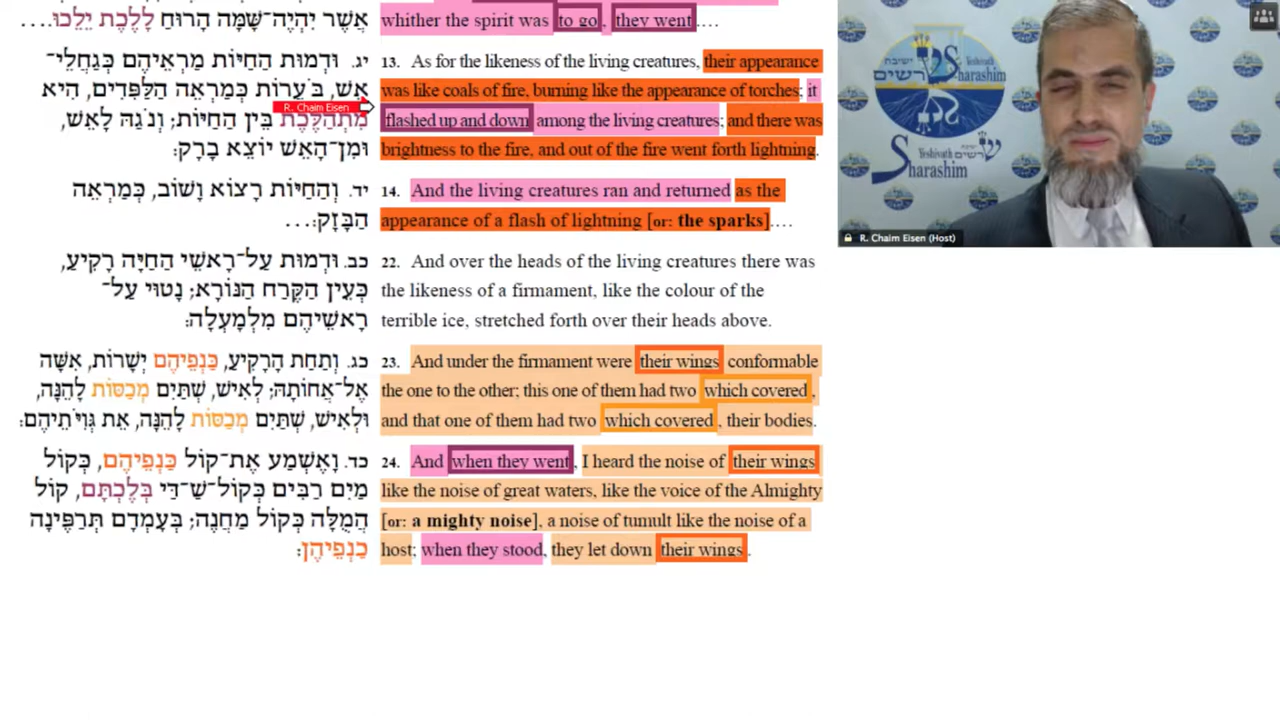 אֲשֶׁר יִהְיֶה־שָּׁמָּה הָרוּחַ לָלֶכֶת יֵלֵכוּ....
whither the spirit was to go, they went....
יג. וּדְמוּת הַחַיּוֹת מַרְאֵיהֶם כְּגַחֲלֵי־
אֵשׁ, בֹּעֲרוֹת כְּמַרְאֵה הַלַּפִּדִים, הִיא
מִתְהַלֶּכֶת בֵּין הַחַיּוֹת; וְנֹגַהּ לָאֵשׁ,
וּמִן־הָאֵשׁ יוֹצֵא בָרָק:
13. As for the likeness of the living creatures, their appearance
was like coals of fire, burning like the appearance of torches; it
flashed up and down among the living creatures; and there was
brightness to the fire, and out of the fire went forth lightning.
R. Chaim Eisen
יד. וְהַחַיּוֹת רָצוֹא וָשׁוֹב, כְּמַרְאֵה
הַבָּזָק:...
14. And the living creatures ran and returned as the
appearance of a flash of lightning [or: the sparks]....
כב. וּדְמוּת עַל־רָאשֵׁי הַחַיָּה רָקִיעַ,
כְּעֵין הַקֶּרַח הַנּוֹרָא; נָטוּי עַל־
רָאשֵׁיהֶם מִלְמָעְלָה:
22. And over the heads of the living creatures there was
the likeness of a firmament, like the colour of the
terrible ice, stretched forth over their heads above.
כג. וְתַחַת הָרָקִיעַ, כַּנְפֵיהֶם יְשָׁרוֹת, אִשָּׁה
אֶל־אֲחוֹתָהּ; לְאִישׁ, שְׁתַּיִם מְכַסּוֹת לָהֵנָּה,
וּלְאִישׁ, שְׁתַּיִם מְכַסּוֹת לָהֵנָּה, אֵת גְּוִיֹּתֵיהֶם:
23. And under the firmament were their wings conformable
the one to the other; this one of them had two which covered,
and that one of them had two which covered, their bodies.
כד. וָאֶשְׁמַע אֶת־קוֹל כַּנְפֵיהֶם, כְּקוֹל
מַיִם רַבִּים כְּקוֹל־שַׁ־דַּי בְּלֶכְתָּם, קוֹל
הֲמֻלָּה כְּקוֹל מַחֲנֶה; בְּעָמְדָם תְּרַפֶּינָה
כַנְפֵיהֶן:
24. And when they went, I heard the noise of their wings
like the noise of great waters, like the voice of the Almighty
[or: a mighty noise], a noise of tumult like the noise of a
host; when they stood, they let down their wings.
ישיבת
שרשים
Sharashim
Yeshivath
Sharashim
R. Chaim Eisen (Host)